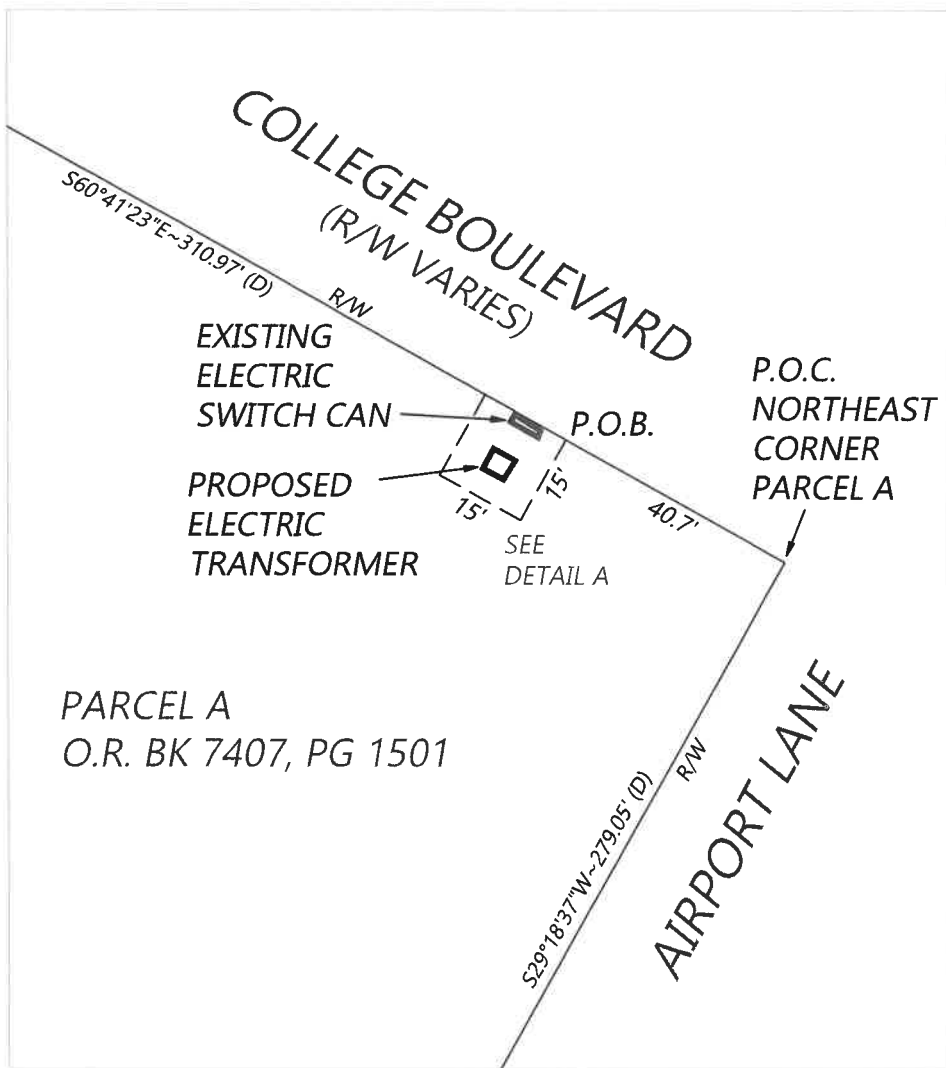 COLLEGE BOULEVARD
(R/W VARIES)
S60°41'23"E~310.97' (D)
R/W
EXISTING
ELECTRIC
SWITCH CAN
P.O.B.
P.O.C.
NORTHEAST
CORNER
PARCEL A
PROPOSED
ELECTRIC
TRANSFORMER
15'
15'
40.7'
SEE
DETAIL A
PARCEL A
O.R. BK 7407, PG 1501
S29°18'37"W~279.05' (D)
R/W
AIRPORT LANE